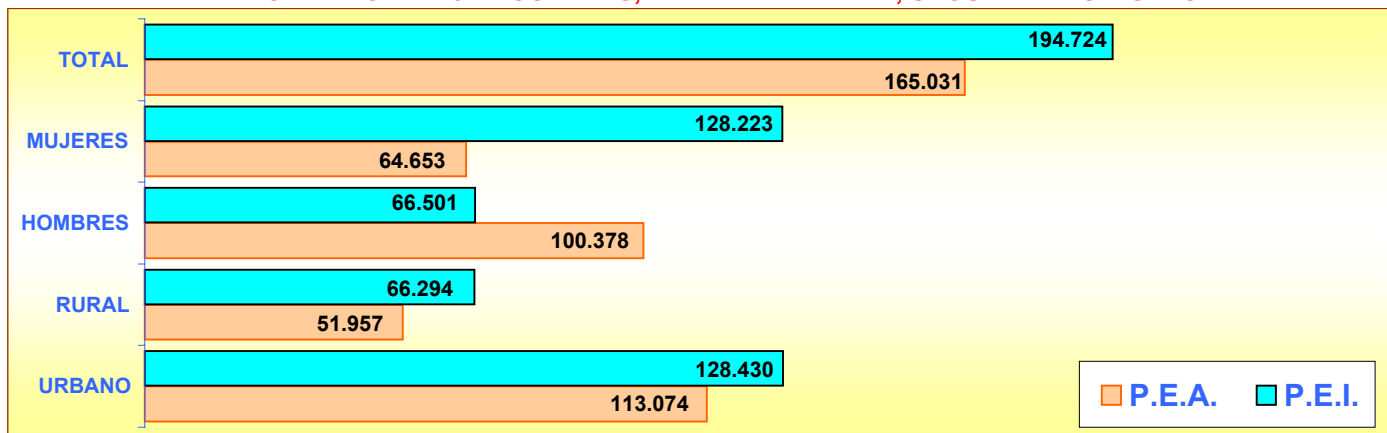 TOTAL
194.724
165.031
MUJERES
128.223
64.653
HOMBRES
66.501
100.378
RURAL
66.294
51.957
URBANO
128.430
113.074
P.E.A. P.E.I.